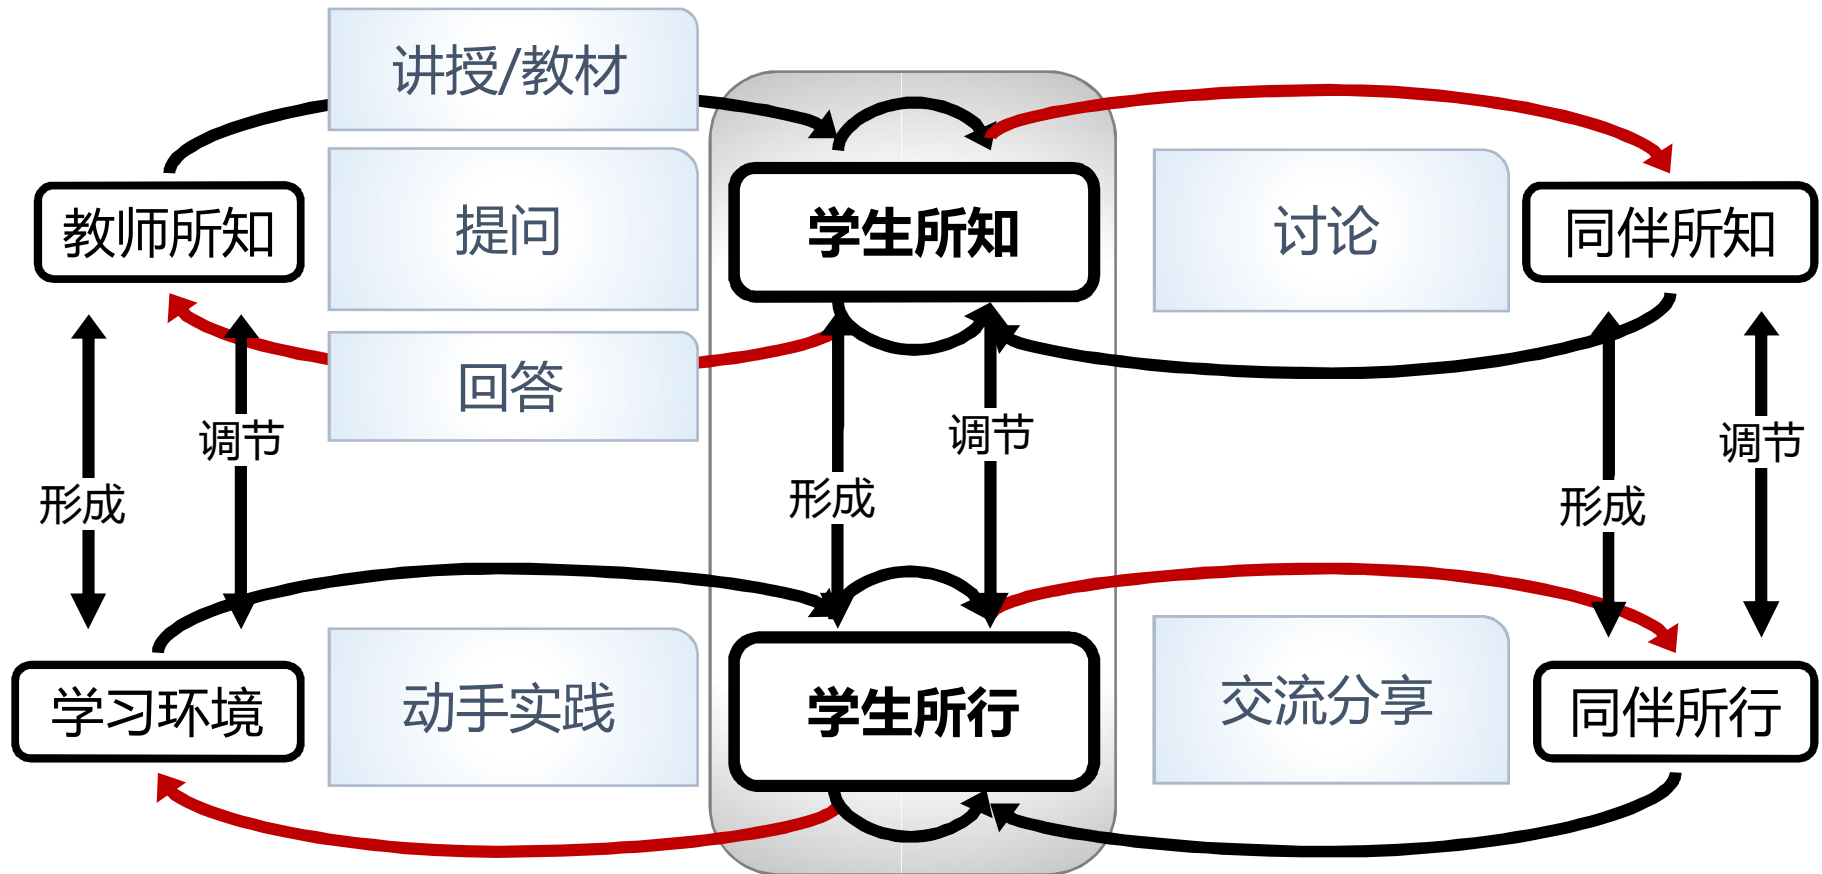 讲授/教材
教师所知
提问
学生所知
讨论
同伴所知
回答
调节
调节
调节
形成
形成
形成
学习环境
动手实践
学生所行
交流分享
同伴所行